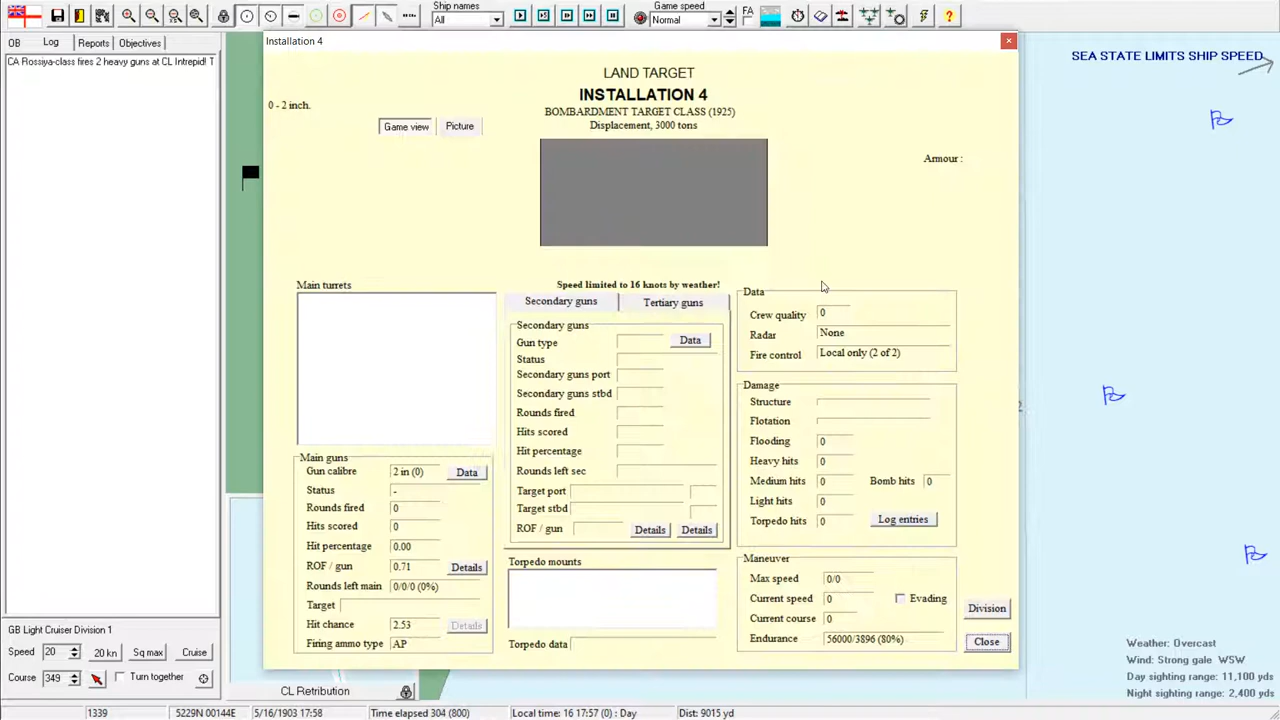 Ship names
All
Game speed
Normal
FA
OB
Log
Reports
Objectives
CA Rossiya-class fires 2 heavy guns at CL Intrepid! T
GB Light Cruiser Division 1
Speed 20 20 kn Sq max Cruise
Course 349 Turn together
Installation 4
0 - 2 inch.
Game view Picture
LAND TARGET
INSTALLATION 4
BOMBARDMENT TARGET CLASS (1925)
Displacement, 3000 tons
Armour :
Main turrets
Speed limited to 16 knots by weather!
Secondary guns Tertiary guns
Secondary guns
Gun type Data
Status
Secondary guns port
Secondary guns stbd
Rounds fired
Hits scored
Hit percentage
Rounds left sec
Target port
Target stbd
ROF / gun Details Details
Main guns
Gun calibre 2 in (0) Data
Status -
Rounds fired 0
Hits scored 0
Hit percentage 0.00
ROF / gun 0.71 Details
Rounds left main 0/0/0 (0%)
Target
Hit chance 2.53 Details
Firing ammo type AP
Torpedo mounts
Torpedo data
Data
Crew quality 0
Radar None
Fire control Local only (2 of 2)
Damage
Structure
Flotation
Flooding 0
Heavy hits 0
Medium hits 0 Bomb hits 0
Light hits 0
Torpedo hits 0 Log entries
Maneuver
Max speed 0/0
Current speed 0 Evading
Current course 0
Endurance 56000/3896 (80%)
Division
Close
SEA STATE LIMITS SHIP SPEED
Weather: Overcast
Wind: Strong gale WSW
Day sighting range: 11,100 yds
Night sighting range: 2,400 yds
CL Retribution
1339 5229N 00144E 5/16/1903 17:58 Time elapsed 304 (800) Local time: 16 17:57 (0) : Day Dist: 9015 yd